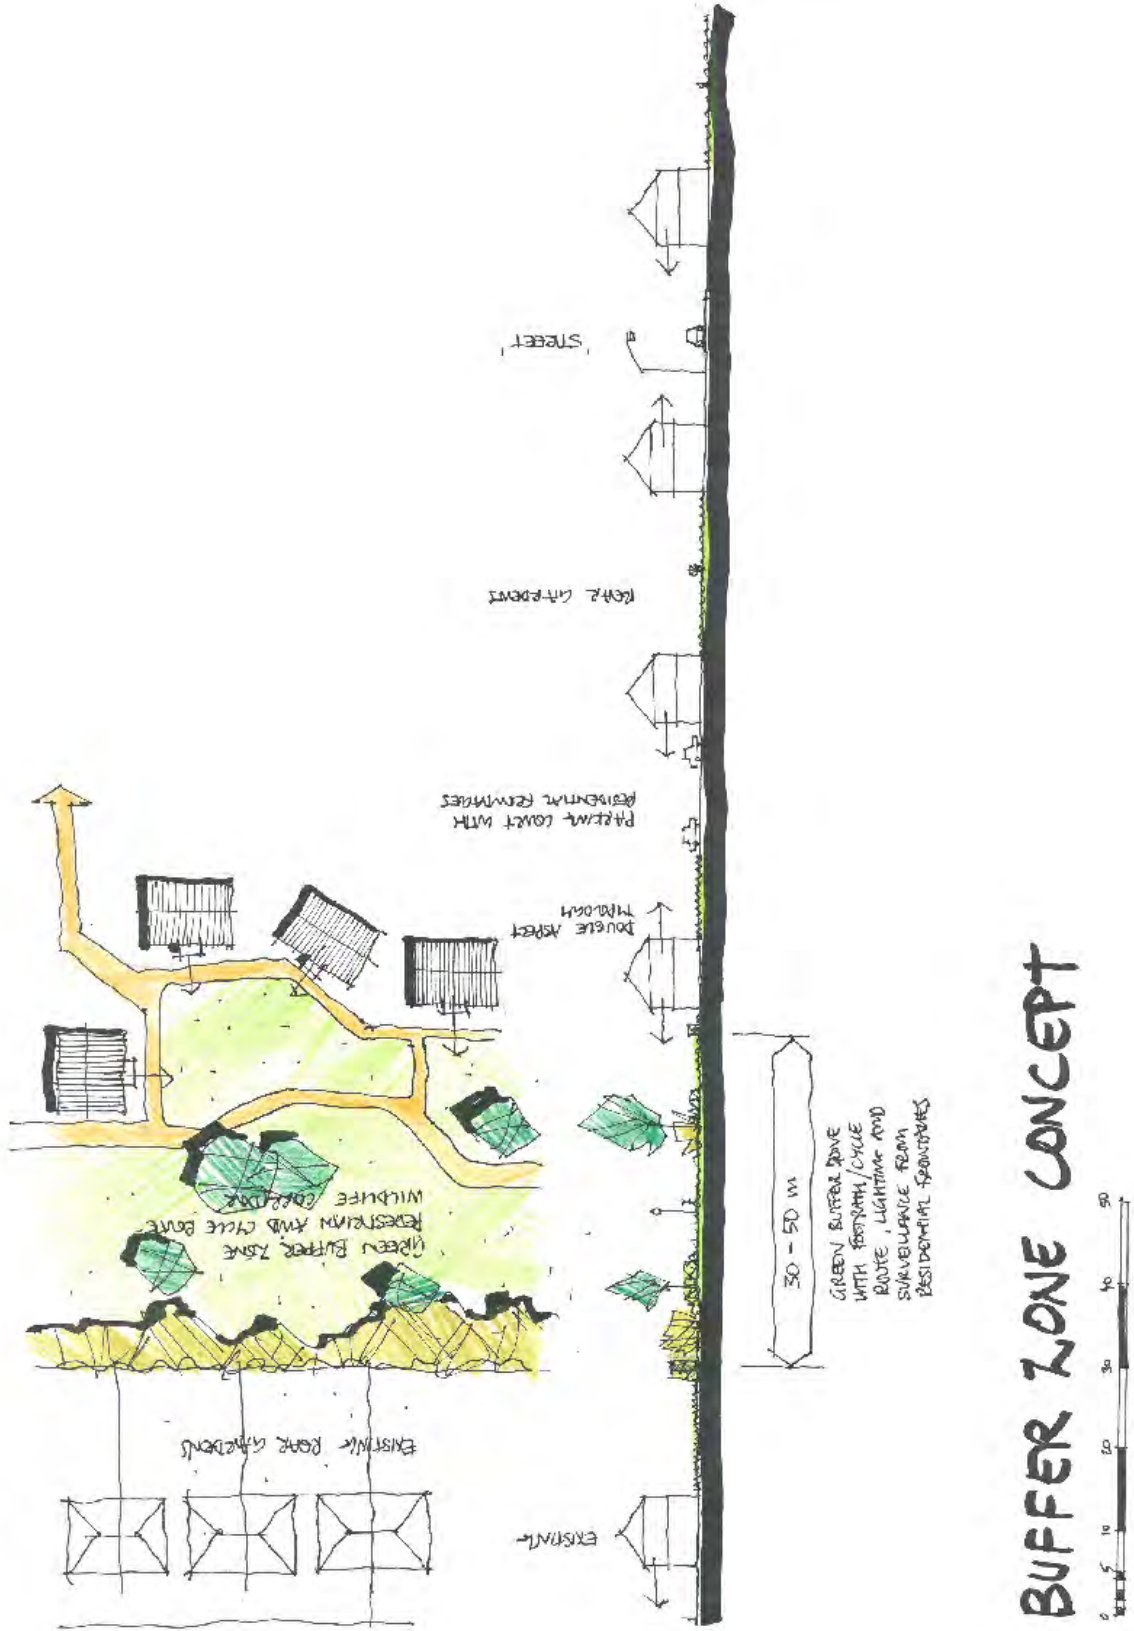 EXISTING REAR GARDENS
GREEN BUFFER ZONE
PEDESTRIAN AND CYCLE ROUTE
WILDLIFE CORRIDOR
EXISTING
DOUBLE ASPECT
TYPOLOGY
PARKING COURT WITH
RESIDENTIAL FRONTAGES
REAR GARDENS
'STREET'
30 - 50 m
GREEN BUFFER ZONE
WITH FOOTPATH/CYCLE
ROUTE, LIGHTING AND
SURVEILLANCE FROM
RESIDENTIAL FRONTAGES
BUFFER ZONE CONCEPT
0 5 10 20 30 40 50